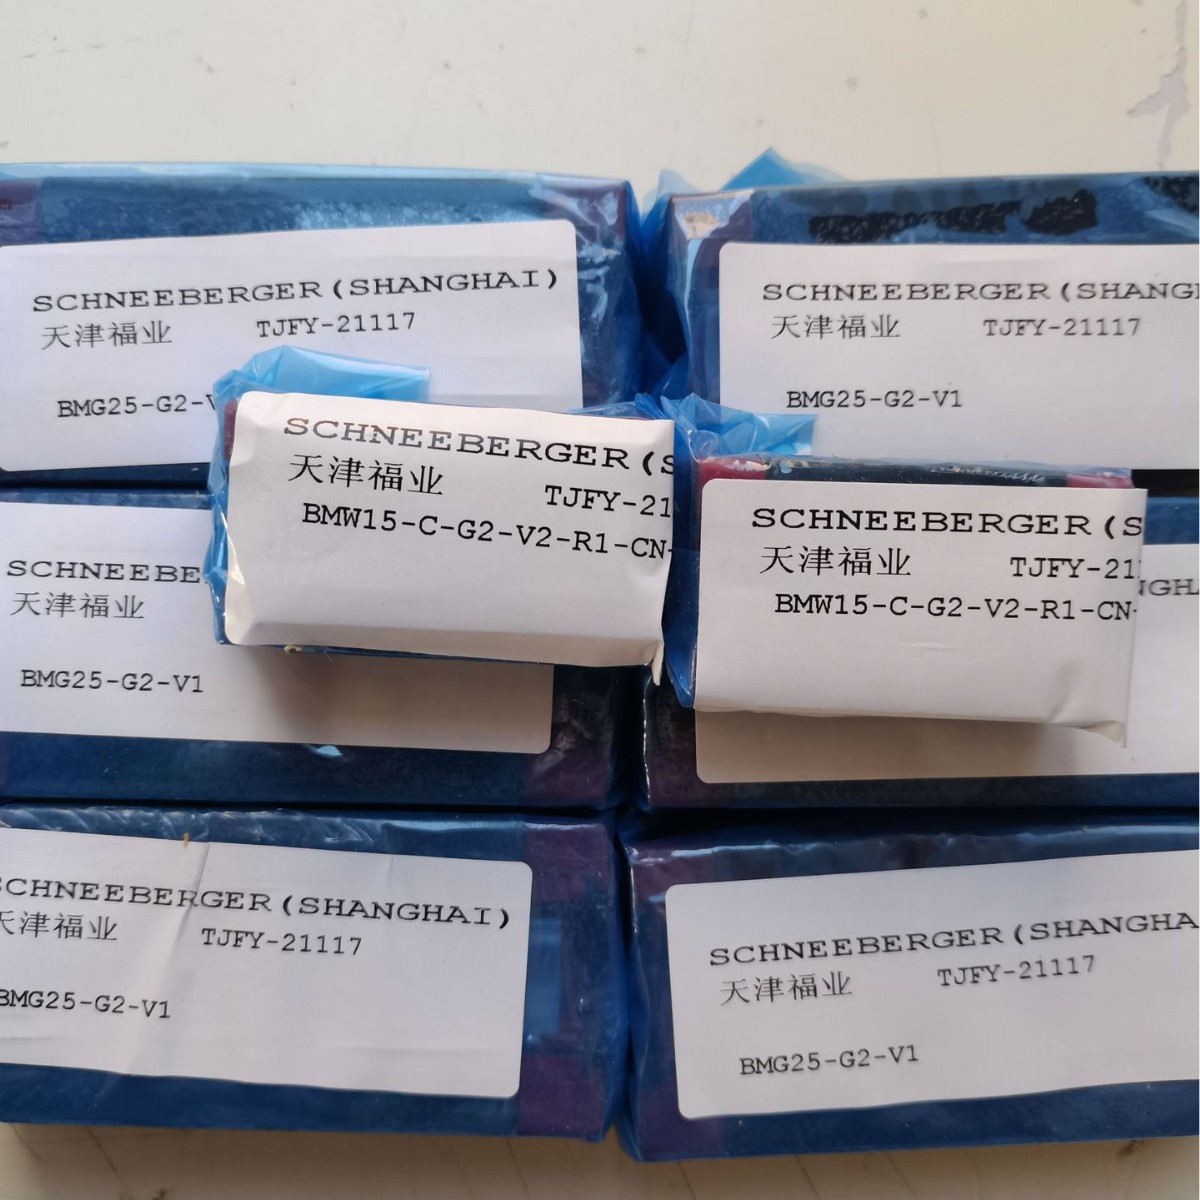 SCHNEEBERGER(SHANGHAI)
天津福业 TJFY-21117
BMG25-G2-V
SCHNEEBERGER(SHANG
天津福业 TJFY-21117
BMG25-G2-V1
SCHNEEBERGER(S
天津福业 TJFY-21
BMW15-C-G2-V2-R1-CN-
SCHNEEBERGER(S
天津福业 TJFY-21
BMW15-C-G2-V2-R1-CN-
SCHNEEBE
天津福业
BMG25-G2-V1
NGH
SCHNEEBERGER(SHANGHAI)
天津福业 TJFY-21117
BMG25-G2-V1
SCHNEEBERGER(SHANGHA
天津福业 TJFY-21117
BMG25-G2-V1